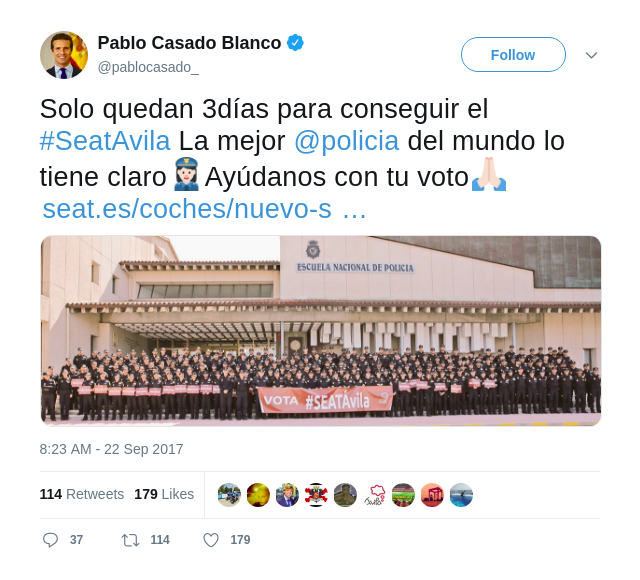 Pablo Casado Blanco
@pablocasado_
Follow
Solo quedan 3días para conseguir el
#SeatAvila La mejor @policia del mundo lo
tiene claro 👮🏻‍♀️ Ayúdanos con tu voto🙏🏻
seat.es/coches/nuevo-s …
ESCUELA NACIONAL DE POLICIA
VOTA #SEATAvila
8:23 AM - 22 Sep 2017
114 Retweets 179 Likes
37 114 179